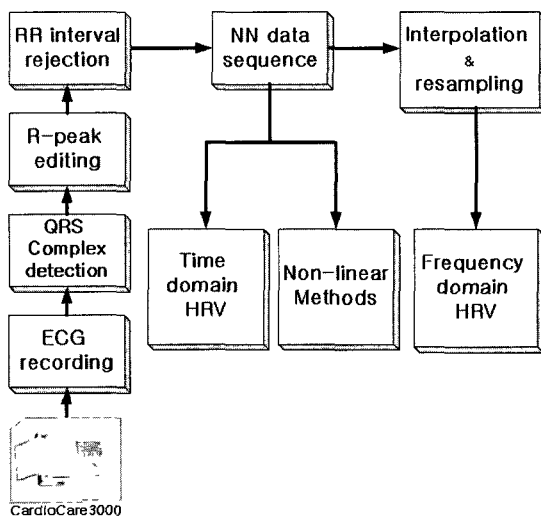 RR interval
rejection
NN data
sequence
Interpolation
&
resampling
R-peak
editing
QRS
Complex
detection
Time
domain
HRV
Non-linear
Methods
Frequency
domain
HRV
ECG
recording
CardioCare3000